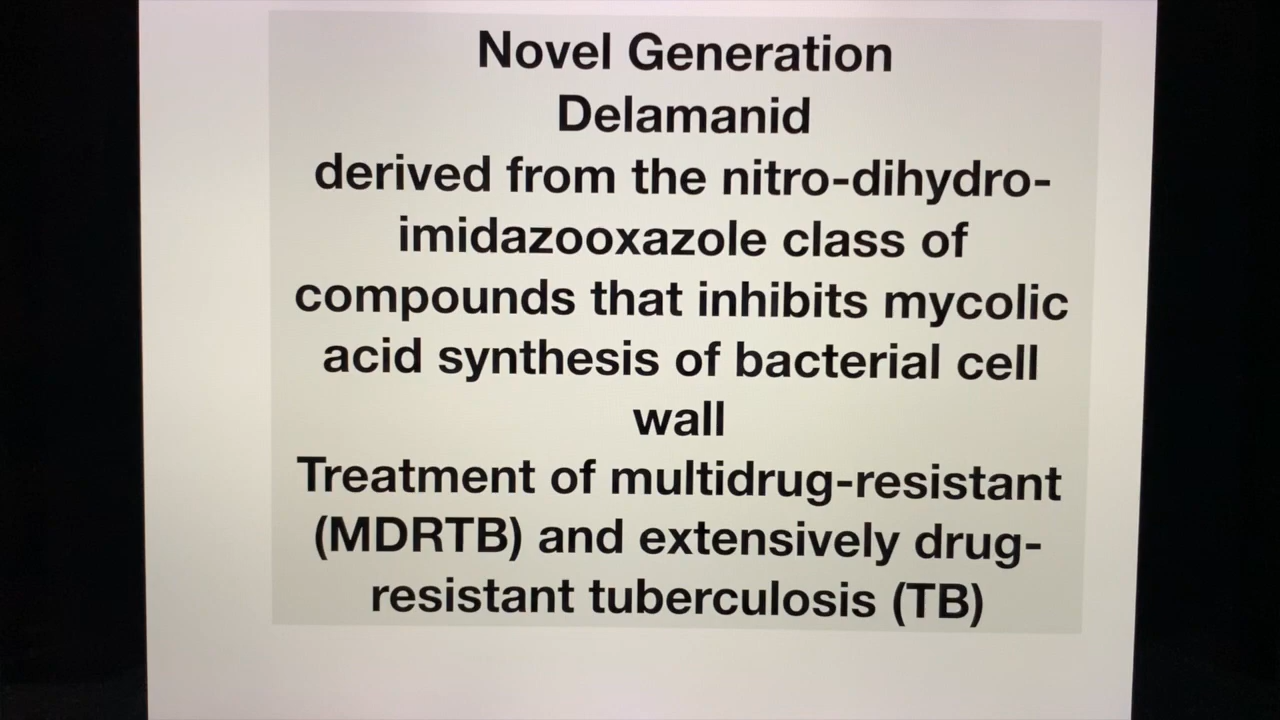 Novel Generation
Delamanid
derived from the nitro-dihydro-
imidazooxazole class of
compounds that inhibits mycolic
acid synthesis of bacterial cell
wall
Treatment of multidrug-resistant
(MDRTB) and extensively drug-
resistant tuberculosis (TB)